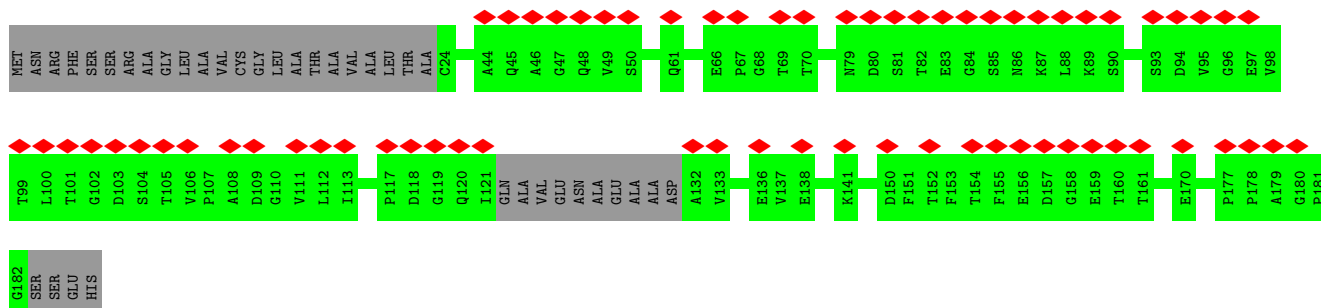 MET ASN ARG PHE SER SER ARG ALA GLY LEU ALA VAL CYS GLY LEU ALA THR ALA VAL ALA LEU THR ALA C24 A44 Q45 A46 G47 Q48 V49 S50 Q61 E66 P67 G68 T69 T70 N79 D80 S81 T82 E83 G84 S85 N86 K87 L88 K89 S90 S93 D94 V95 G96 E97 V98
T99 L100 T101 G102 D103 S104 T105 V106 P107 A108 D109 G110 V111 L112 I113 P117 D118 G119 Q120 I121 GLN ALA VAL GLU ASN ALA GLU ALA ALA ASP A132 V133 E136 V137 E138 K141 D150 F151 T152 F153 T154 F155 E156 D157 G158 E159 T160 T161 E170 P177 P178 A179 G180 P181
G182 SER SER GLU HIS